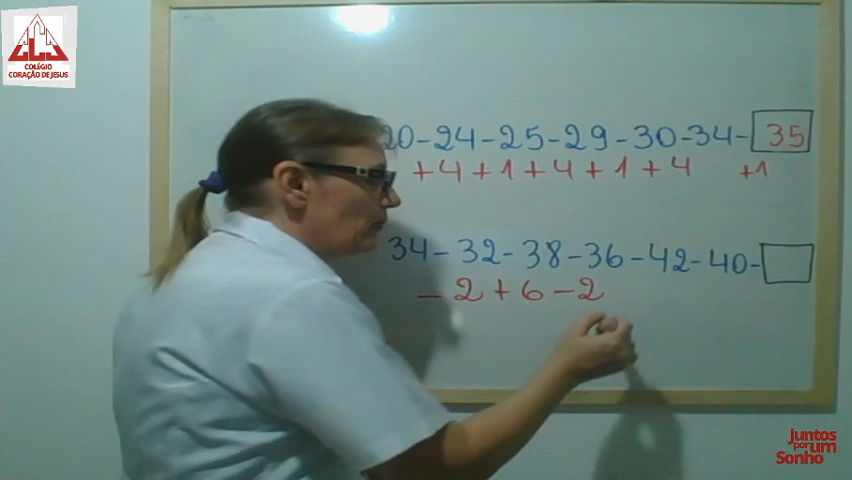 COLÉGIO
CORAÇÃO DE JESUS
20-24-25-29-30-34-35
+4+1+4+1+4 +1
34-32-38-36-42-40-
-2+6-2
Juntos
por um
Sonho